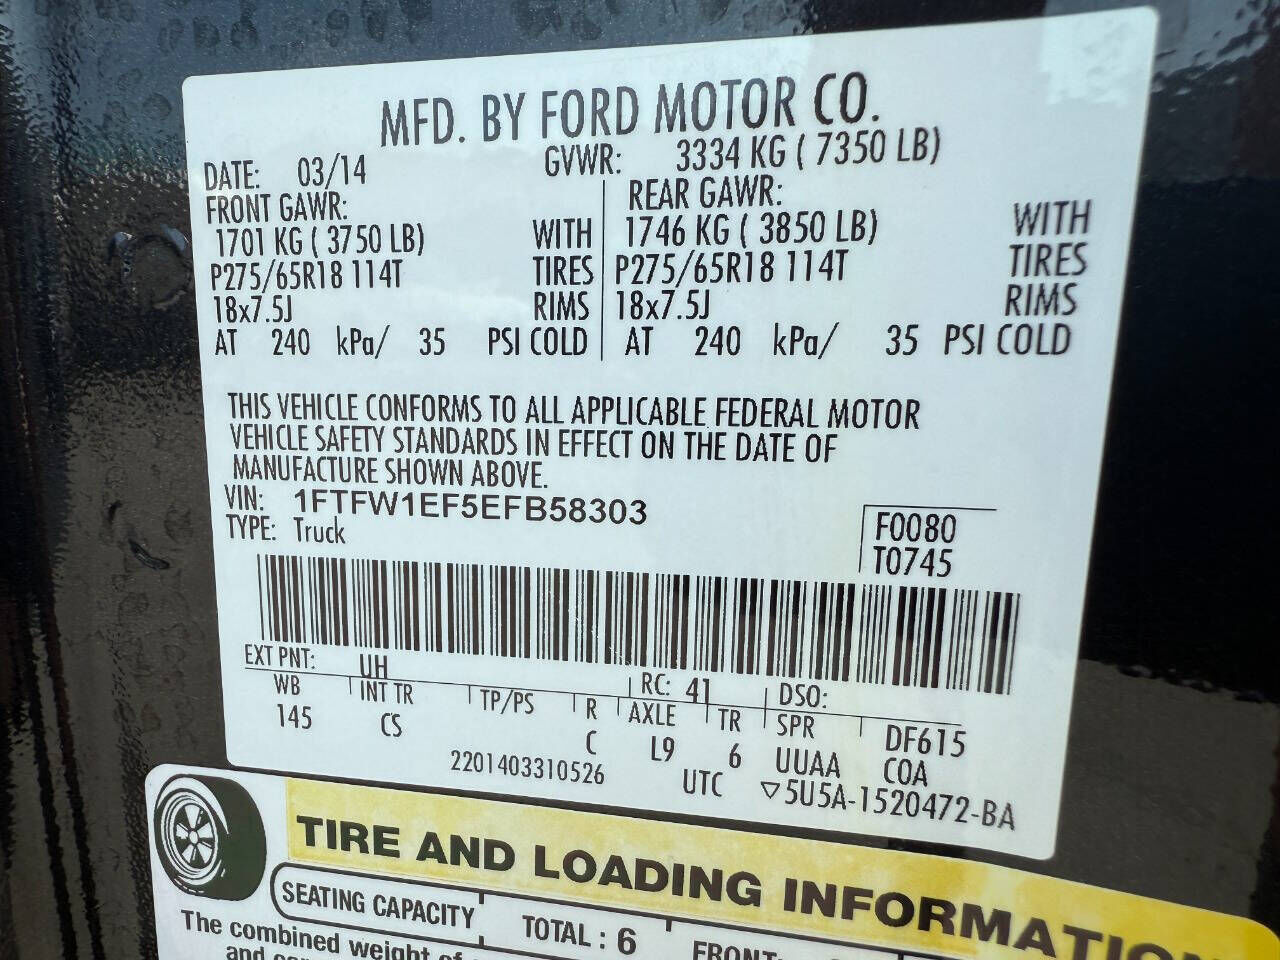 MFD. BY FORD MOTOR CO.
DATE: 03/14 GVWR: 3334 KG ( 7350 LB)
FRONT GAWR: REAR GAWR:
1701 KG ( 3750 LB) WITH 1746 KG ( 3850 LB) WITH
P275/65R18 114T TIRES P275/65R18 114T TIRES
18x7.5J RIMS 18x7.5J RIMS
AT 240 kPa/ 35 PSI COLD AT 240 kPa/ 35 PSI COLD
THIS VEHICLE CONFORMS TO ALL APPLICABLE FEDERAL MOTOR
VEHICLE SAFETY STANDARDS IN EFFECT ON THE DATE OF
MANUFACTURE SHOWN ABOVE.
VIN: 1FTFW1EF5EFB58303
TYPE: Truck
F0080
T0745
EXT PNT: UH RC: 41 DSO:
WB INT TR TP/PS R AXLE TR SPR DF615
145 CS C L9 6 UUAA COA
2201403310526 UTC ▽5U5A-1520472-BA
TIRE AND LOADING INFORMATION
SEATING CAPACITY TOTAL : 6 FRONT
The combined weight of
and